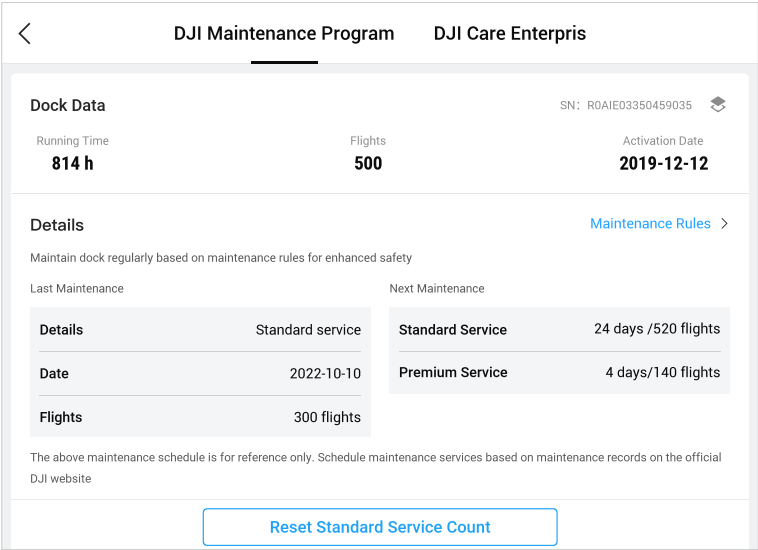 DJI Maintenance Program DJI Care Enterpris
Dock Data
SN: R0AIE03350459035
Running Time Flights Activation Date
814 h 500 2019-12-12
Details
Maintenance Rules
Maintain dock regularly based on maintenance rules for enhanced safety
Last Maintenance
Details Standard service
Date 2022-10-10
Flights 300 flights
Next Maintenance
Standard Service 24 days /520 flights
Premium Service 4 days/140 flights
The above maintenance schedule is for reference only. Schedule maintenance services based on maintenance records on the official
DJI website
Reset Standard Service Count